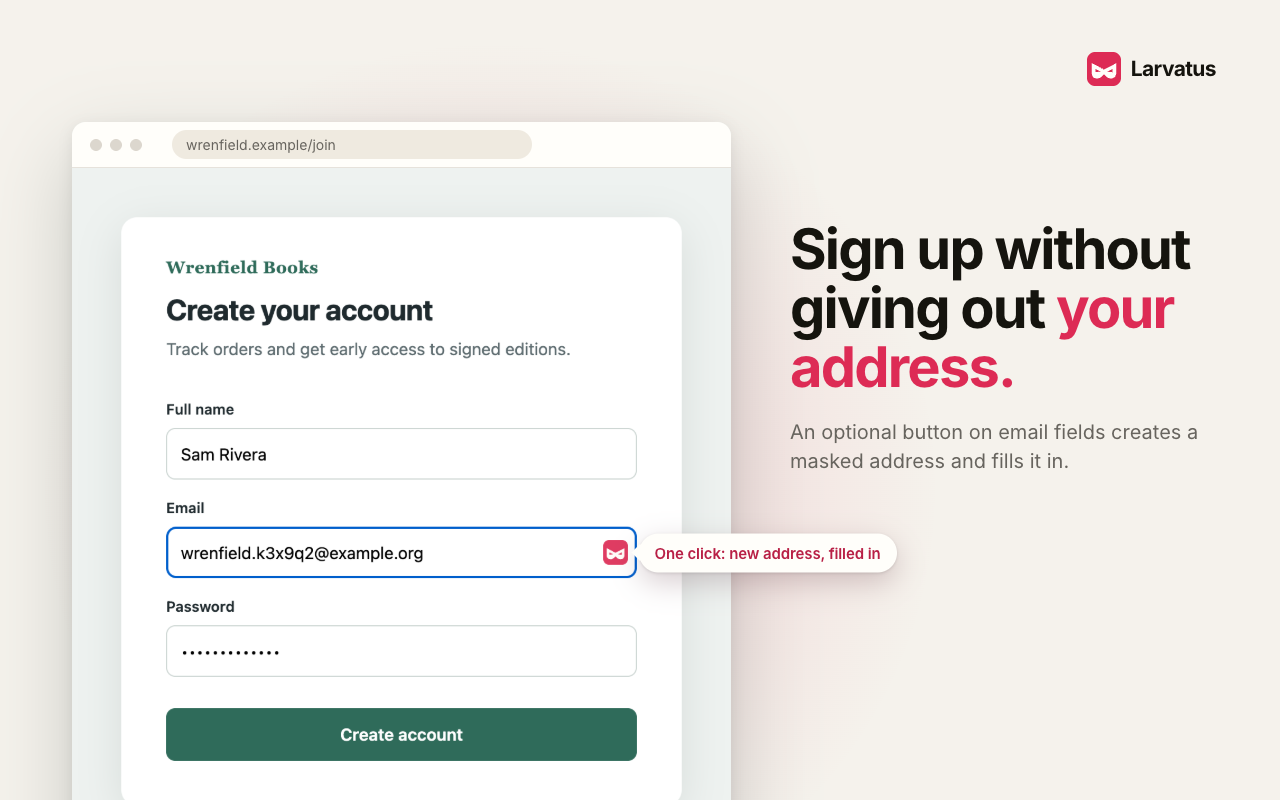 Larvatus
wrenfield.example/join
Wrenfield Books
Create your account
Track orders and get early access to signed editions.
Full name
Sam Rivera
Email
wrenfield.k3x9q2@example.org
One click: new address, filled in
Password
•••••••••••••
Create account
Sign up without
giving out your
address.
An optional button on email fields creates a
masked address and fills it in.